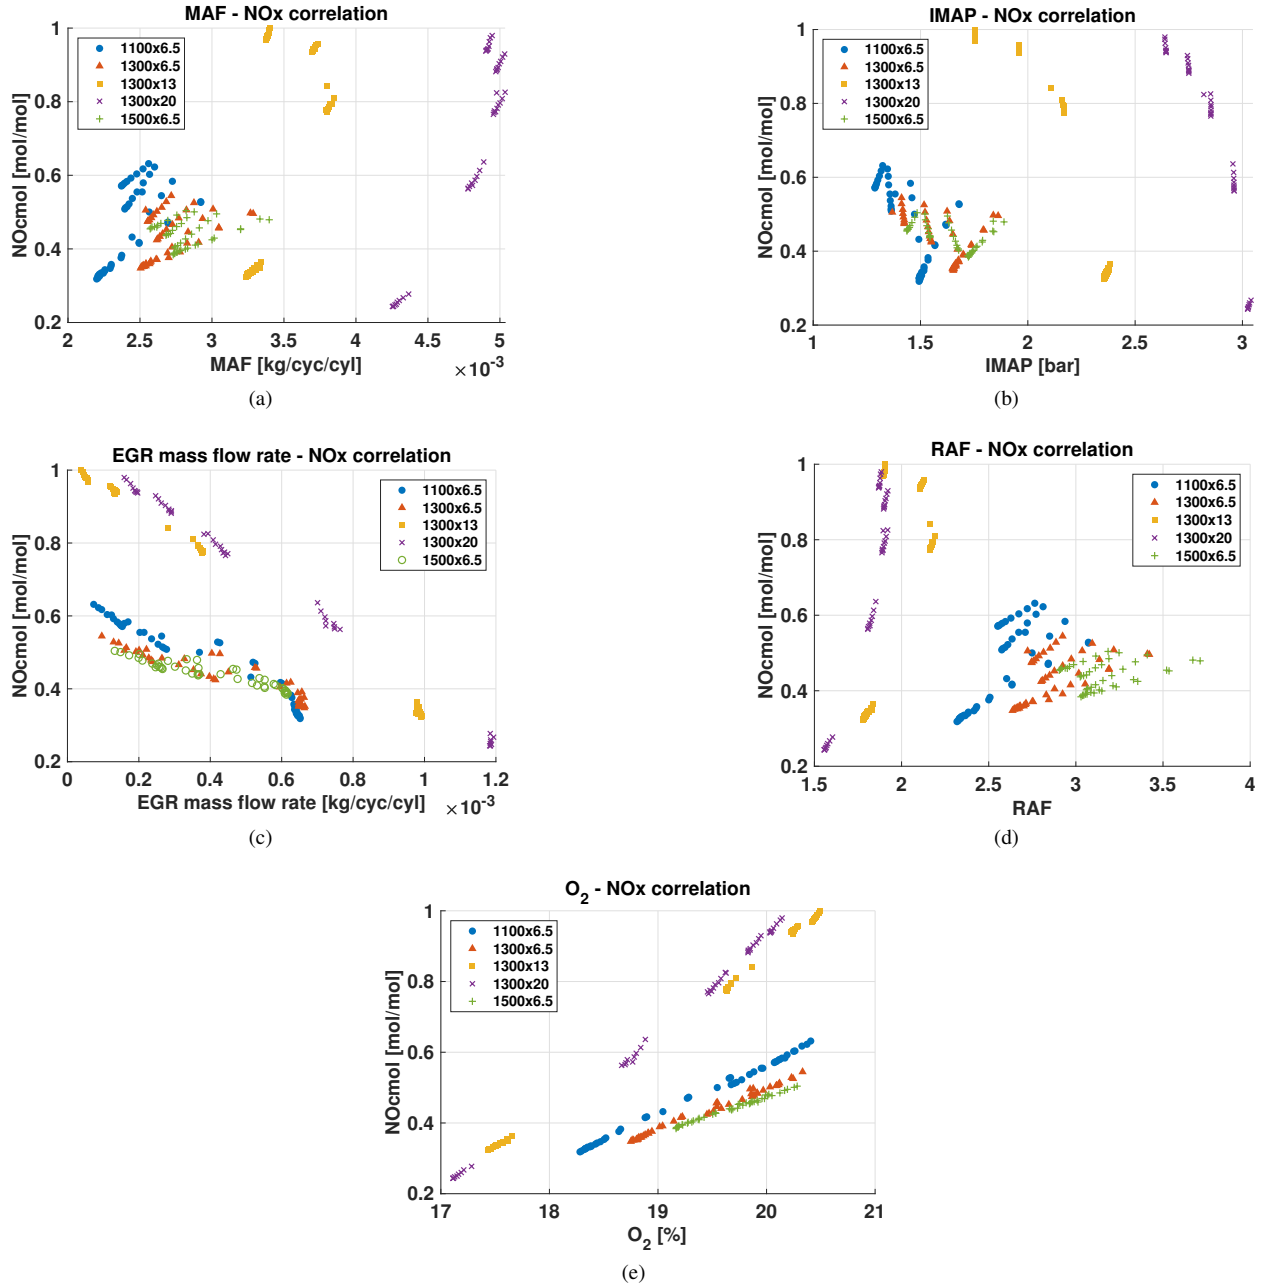 MAF - NOx correlation
NOcmol [mol/mol]
1
0.8
0.6
0.4
0.2
1100x6.5
1300x6.5
1300x13
1300x20
1500x6.5
2 2.5 3 3.5 4 4.5 5
MAF [kg/cyc/cyl]
×10-3
(a)
IMAP - NOx correlation
NOcmol [mol/mol]
1
0.8
0.6
0.4
0.2
1100x6.5
1300x6.5
1300x13
1300x20
1500x6.5
1 1.5 2 2.5 3
IMAP [bar]
(b)
EGR mass flow rate - NOx correlation
NOcmol [mol/mol]
1
0.8
0.6
0.4
0.2
1100x6.5
1300x6.5
1300x13
1300x20
1500x6.5
0 0.2 0.4 0.6 0.8 1 1.2
EGR mass flow rate [kg/cyc/cyl]
×10-3
(c)
RAF - NOx correlation
NOcmol [mol/mol]
1
0.8
0.6
0.4
0.2
1100x6.5
1300x6.5
1300x13
1300x20
1500x6.5
1.5 2 2.5 3 3.5 4
RAF
(d)
O2 - NOx correlation
NOcmol [mol/mol]
1
0.8
0.6
0.4
0.2
1100x6.5
1300x6.5
1300x13
1300x20
1500x6.5
17 18 19 20 21
O2 [%]
(e)